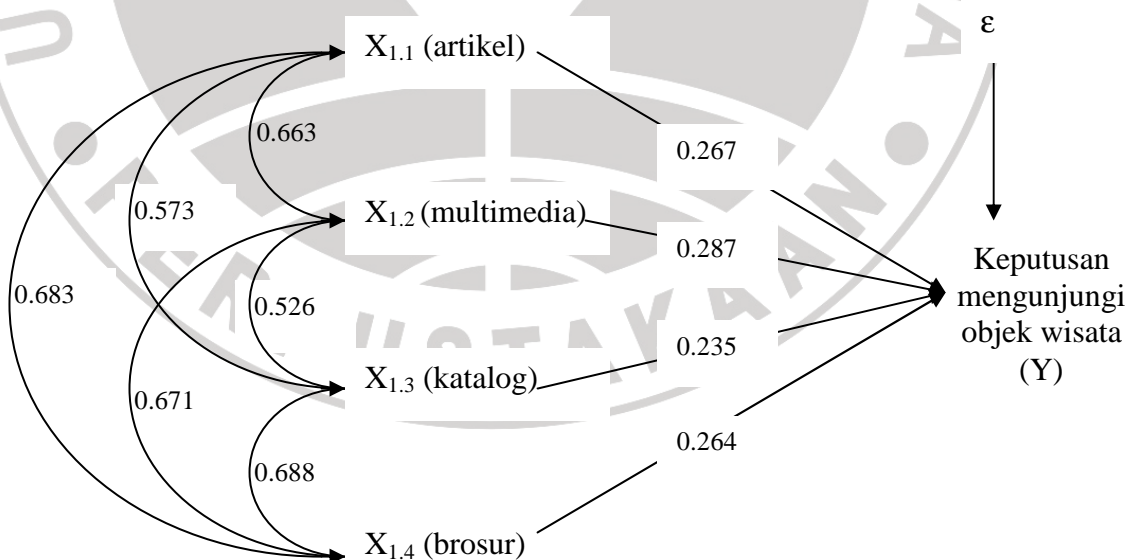 ε
X1.1 (artikel)
0.663
0.267
0.573
X1.2 (multimedia)
0.287
Keputusan
mengunjungi
objek wisata
(Y)
0.683
0.526
0.235
X1.3 (katalog)
0.671
0.264
0.688
X1.4 (brosur)